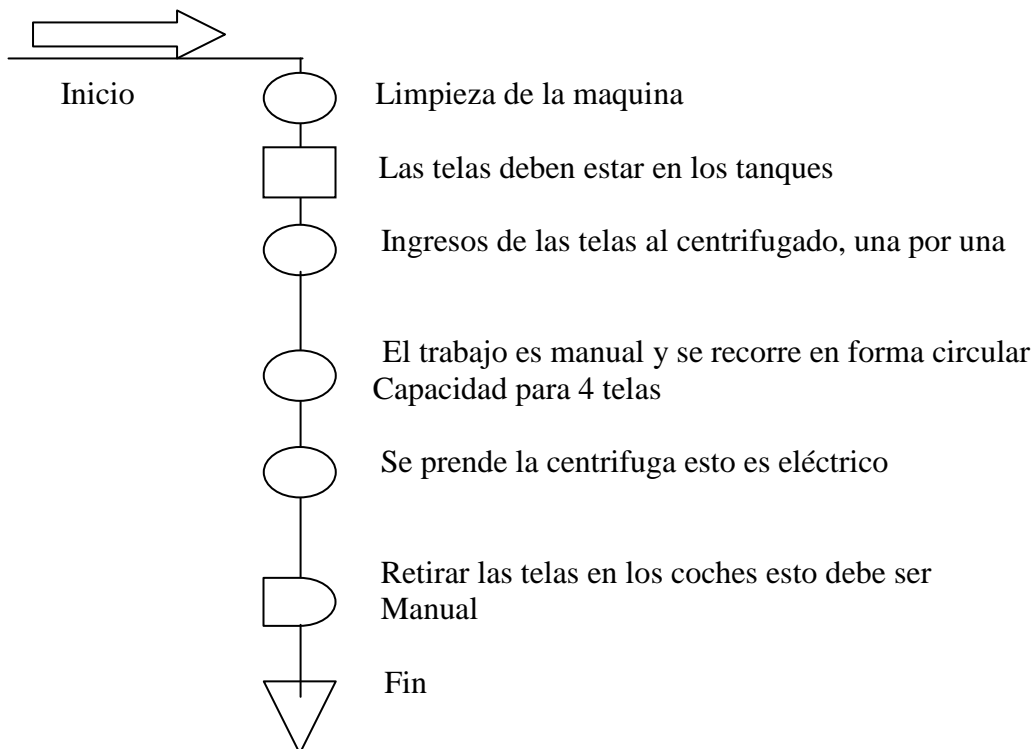 Inicio
Limpieza de la maquina
Las telas deben estar en los tanques
Ingresos de las telas al centrifugado, una por una
El trabajo es manual y se recorre en forma circular
Capacidad para 4 telas
Se prende la centrifuga esto es eléctrico
Retirar las telas en los coches esto debe ser
Manual
Fin